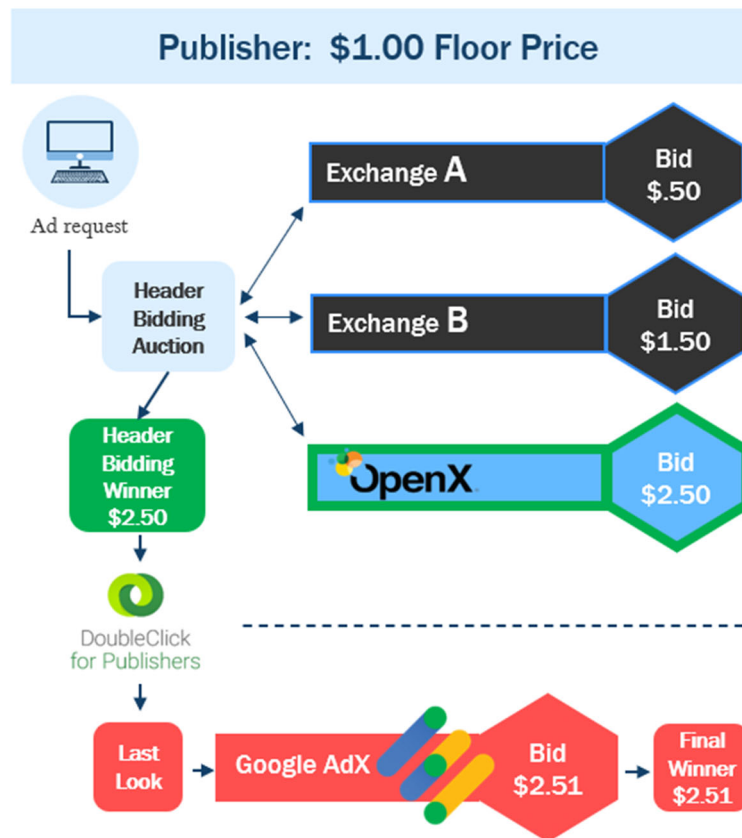 Publisher: $1.00 Floor Price
Ad request
Exchange A
Bid
$.50
Header
Bidding
Auction
Exchange B
Bid
$1.50
Header
Bidding
Winner
$2.50
OpenX
Bid
$2.50
DoubleClick
for Publishers
Last
Look
Google AdX
Bid
$2.51
Final
Winner
$2.51